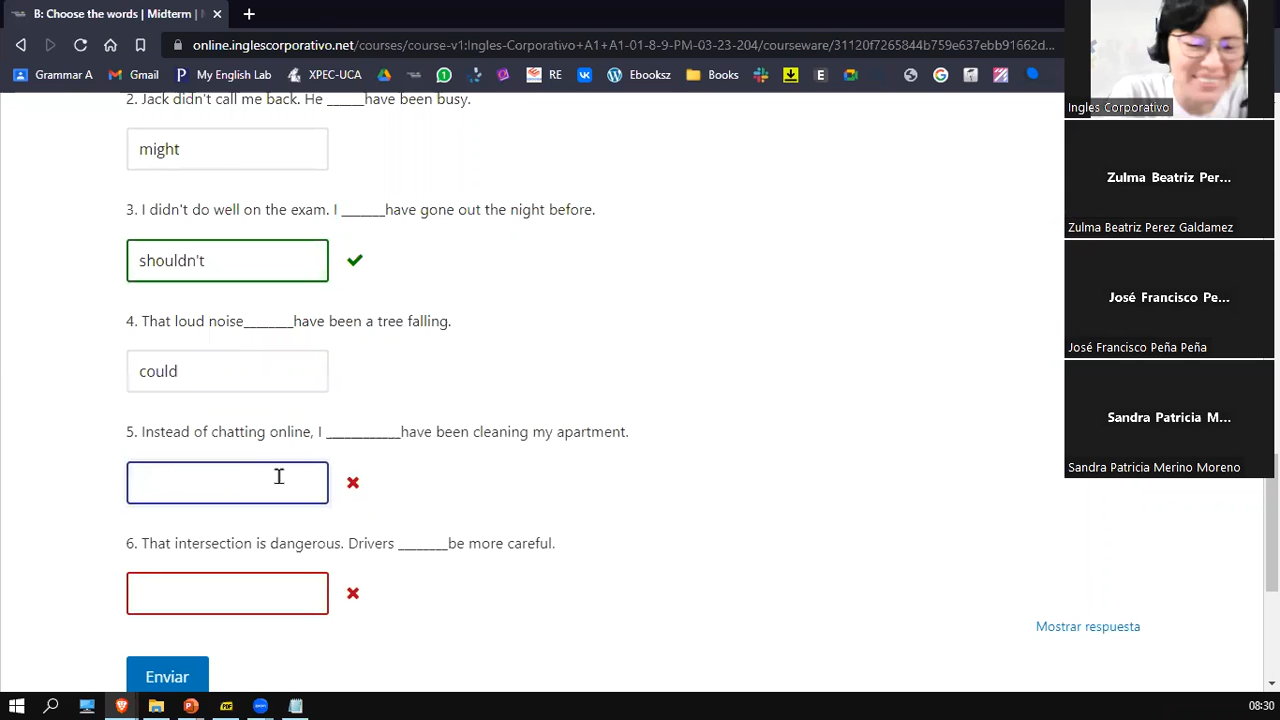 B: Choose the words | Midterm |
online.inglescorporativo.net/courses/course-v1:Ingles-Corporativo+A1+A1-01-8-9-PM-03-23-204/courseware/31120f7265844b759e637ebb91662d...
Grammar A
Gmail
My English Lab
XPEC-UCA
RE
Ebooksz
Books
2. Jack didn't call me back. He ______have been busy.
might
3. I didn't do well on the exam. I _______have gone out the night before.
shouldn't
4. That loud noise________have been a tree falling.
could
5. Instead of chatting online, I ____________have been cleaning my apartment.
6. That intersection is dangerous. Drivers ________be more careful.
Mostrar respuesta
Enviar
Ingles Corporativo
Zulma Beatriz Per...
Zulma Beatriz Perez Galdamez
José Francisco Pe...
José Francisco Peña Peña
Sandra Patricia M...
Sandra Patricia Merino Moreno
08:30